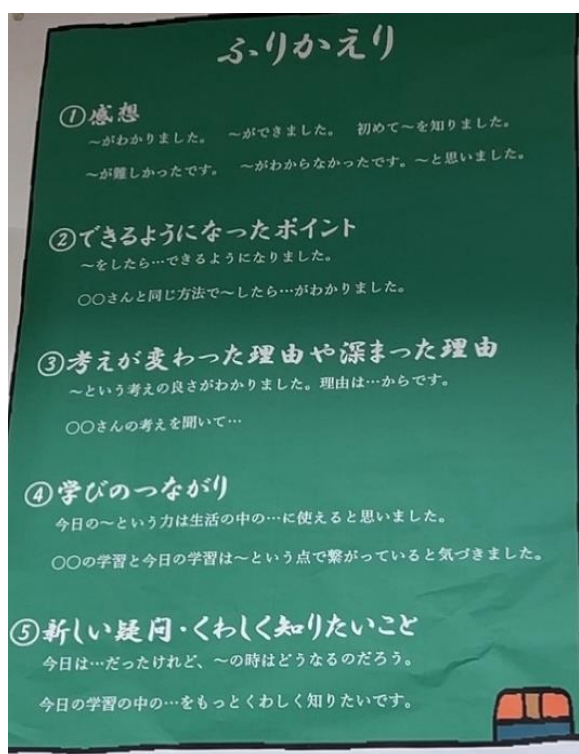 ふりかえり
①感想
～がわかりました。 ～ができました。 初めて～を知りました。
～が難しかったです。 ～がわからなかったです。～と思いました。
②できるようになったポイント
～をしたら…できるようになりました。
○○さんと同じ方法で～したら…がわかりました。
③考えが変わった理由や深まった理由
～という考えの良さがわかりました。理由は…からです。
○○さんの考えを聞いて…
④学びのつながり
今日の～という力は生活の中の…に使えると思いました。
○○の学習と今日の学習は～という点で繋がっていると気づきました。
⑤新しい疑問・くわしく知りたいこと
今日は…だったけれど、～の時はどうなるのだろう。
今日の学習の中の…をもっとくわしく知りたいです。